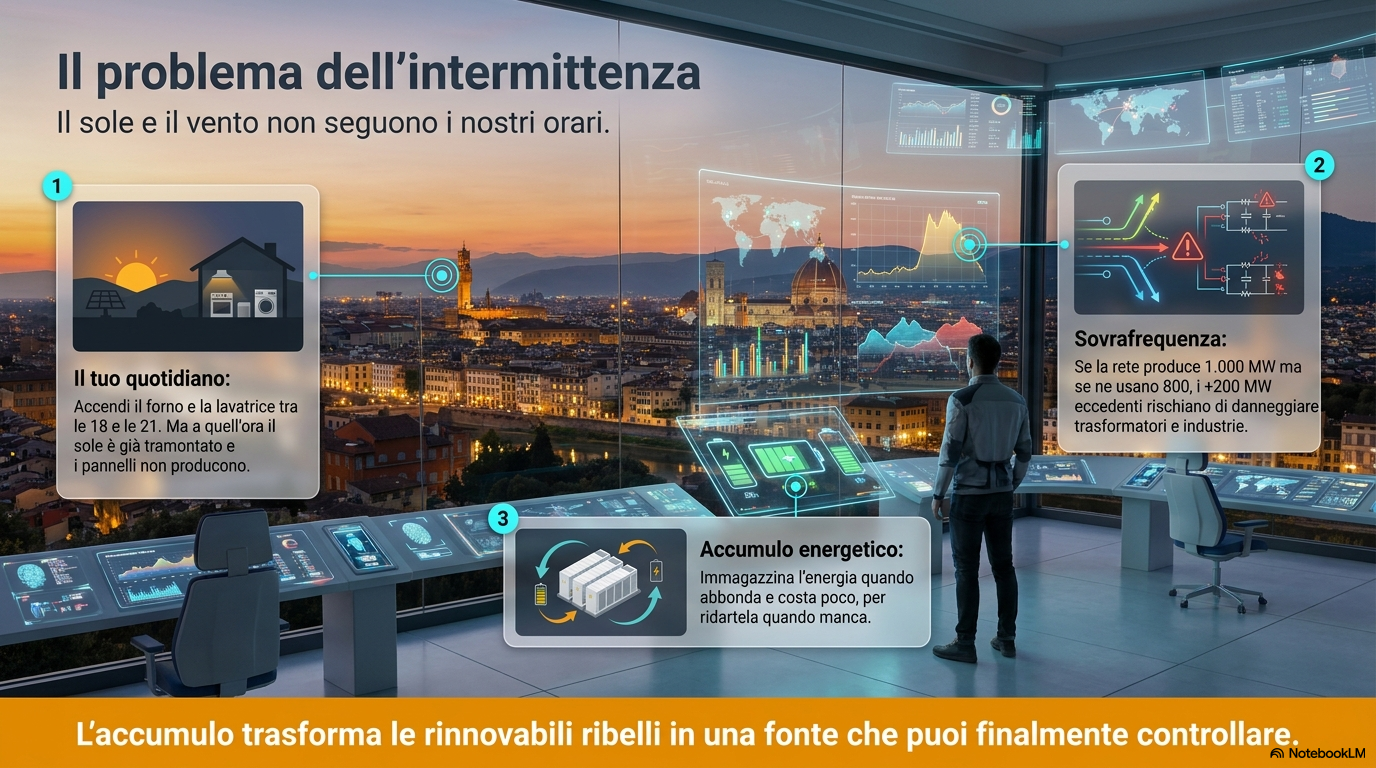 Il problema dell’intermittenza
Il sole e il vento non seguono i nostri orari.
1
Il tuo quotidiano:
Accendi il forno e la lavatrice tra
le 18 e le 21. Ma a quell'ora il
sole è già tramontato e
i pannelli non producono.
2
Sovrafrequenza:
Se la rete produce 1.000 MW ma
se ne usano 800, i +200 MW
eccedenti rischiano di danneggiare
trasformatori e industrie.
3
Accumulo energetico:
Immagazzina l'energia quando
abbonda e costa poco, per
ridartela quando manca.
L’accumulo trasforma le rinnovabili ribelli in una fonte che puoi finalmente controllare.
NotebookLM